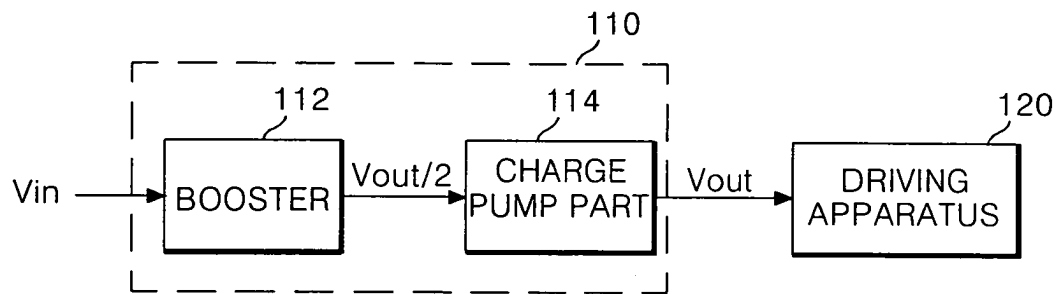 110
112
114
120
Vin
BOOSTER
Vout/2
CHARGE
PUMP PART
Vout
DRIVING
APPARATUS